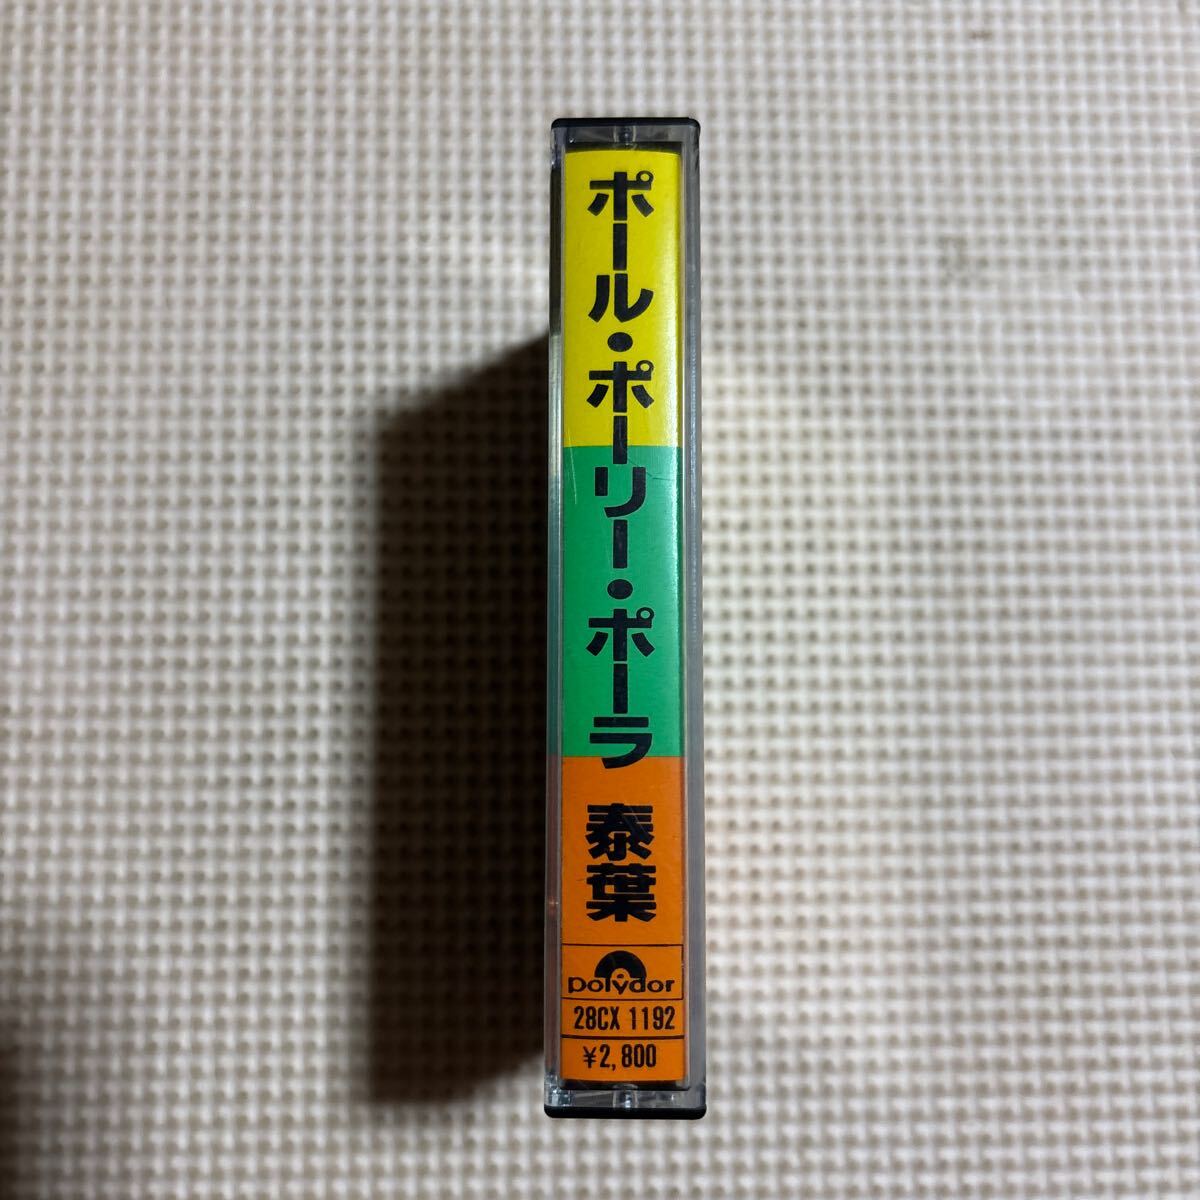 ポール・ポーリー・ポーラ
泰葉
polydor
28CX 1192
¥2,800